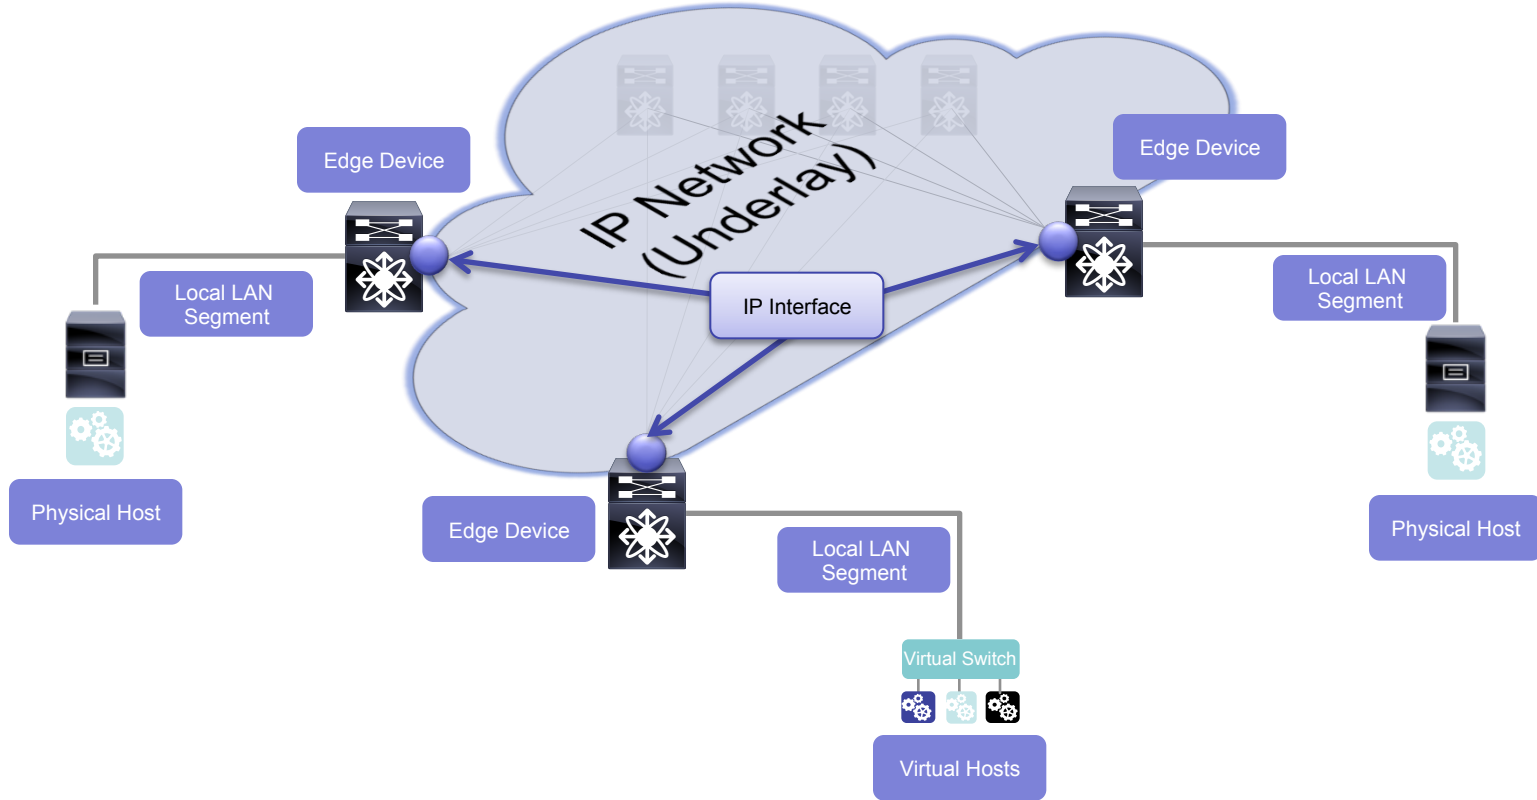 IP Network
(Underlay)
Edge Device
Edge Device
Local LAN
Segment
IP Interface
Local LAN
Segment
Physical Host
Edge Device
Local LAN
Segment
Physical Host
Virtual Switch
Virtual Hosts